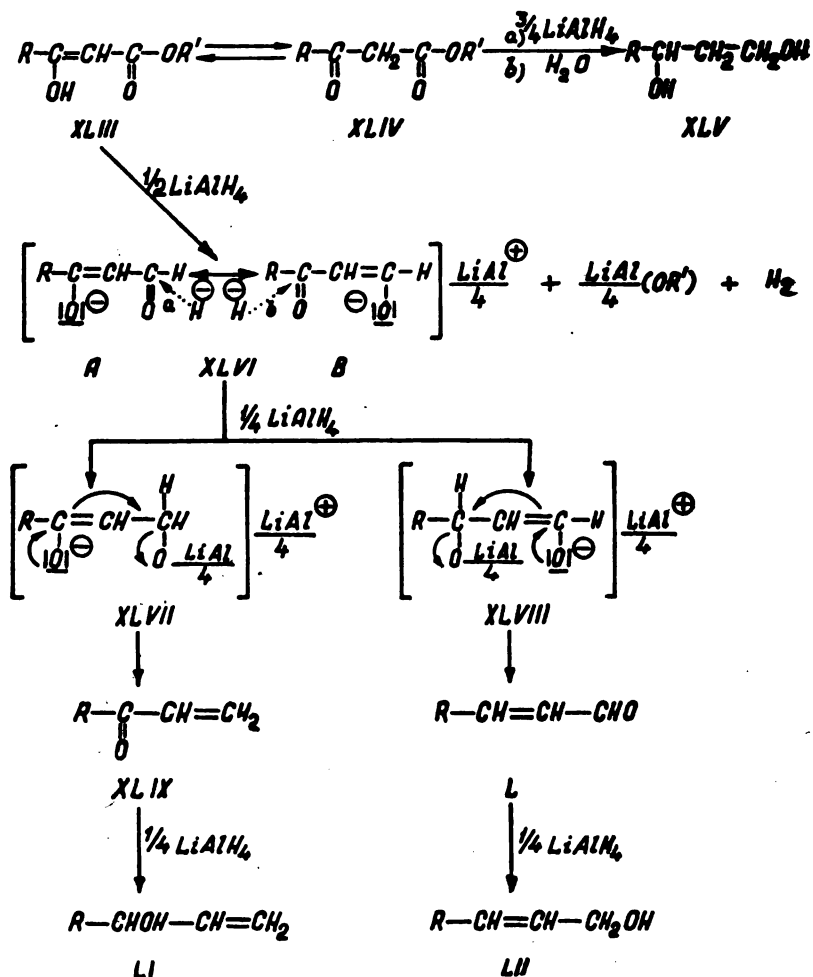 R-C=CH-C-OR' ⇌ R-C-CH₂-C-OR' a) ¾ LiAlH₄ b) H₂O R-CH-CH₂-CH₂OH
OH O O O OH
XLIII XLIV XLV
½ LiAlH₄
[R-C=CH-C-H ↔ R-C-CH=C-H] LiAl⊕/4 + LiAl/4 (OR') + H₂
|O|⊖ O a H⊖ H⊖ b O ⊖|O|
A XLVI B
¼ LiAlH₄
H H
[R-C=CH-CH] LiAl⊕/4 [R-C-CH=C-H] LiAl⊕/4
|O|⊖ O LiAl/4 O LiAl/4 |O|⊖
XLVII XLVIII
R-C-CH=CH₂ R-CH=CH-CHO
O
XLIX L
¼ LiAlH₄ ¼ LiAlH₄
R-CHOH-CH=CH₂ R-CH=CH-CH₂OH
LI LII